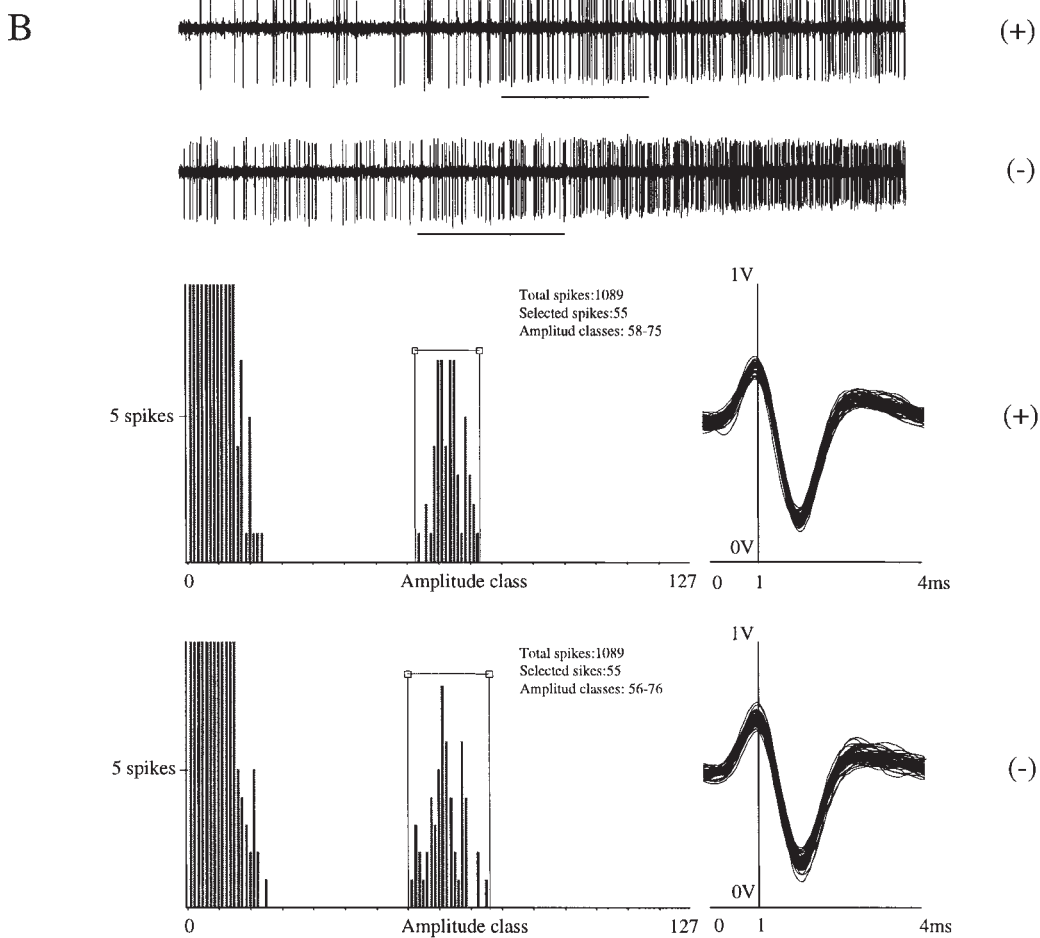 B
(+)
(-)
Total spikes:1089
Selected spikes:55
Amplitud classes: 58-75
5 spikes
0
Amplitude class
127
1V
0V
0
1
4ms
(+)
Total spikes:1089
Selected sikes:55
Amplitud classes: 56-76
5 spikes
0
Amplitude class
127
1V
0V
0
1
4ms
(-)